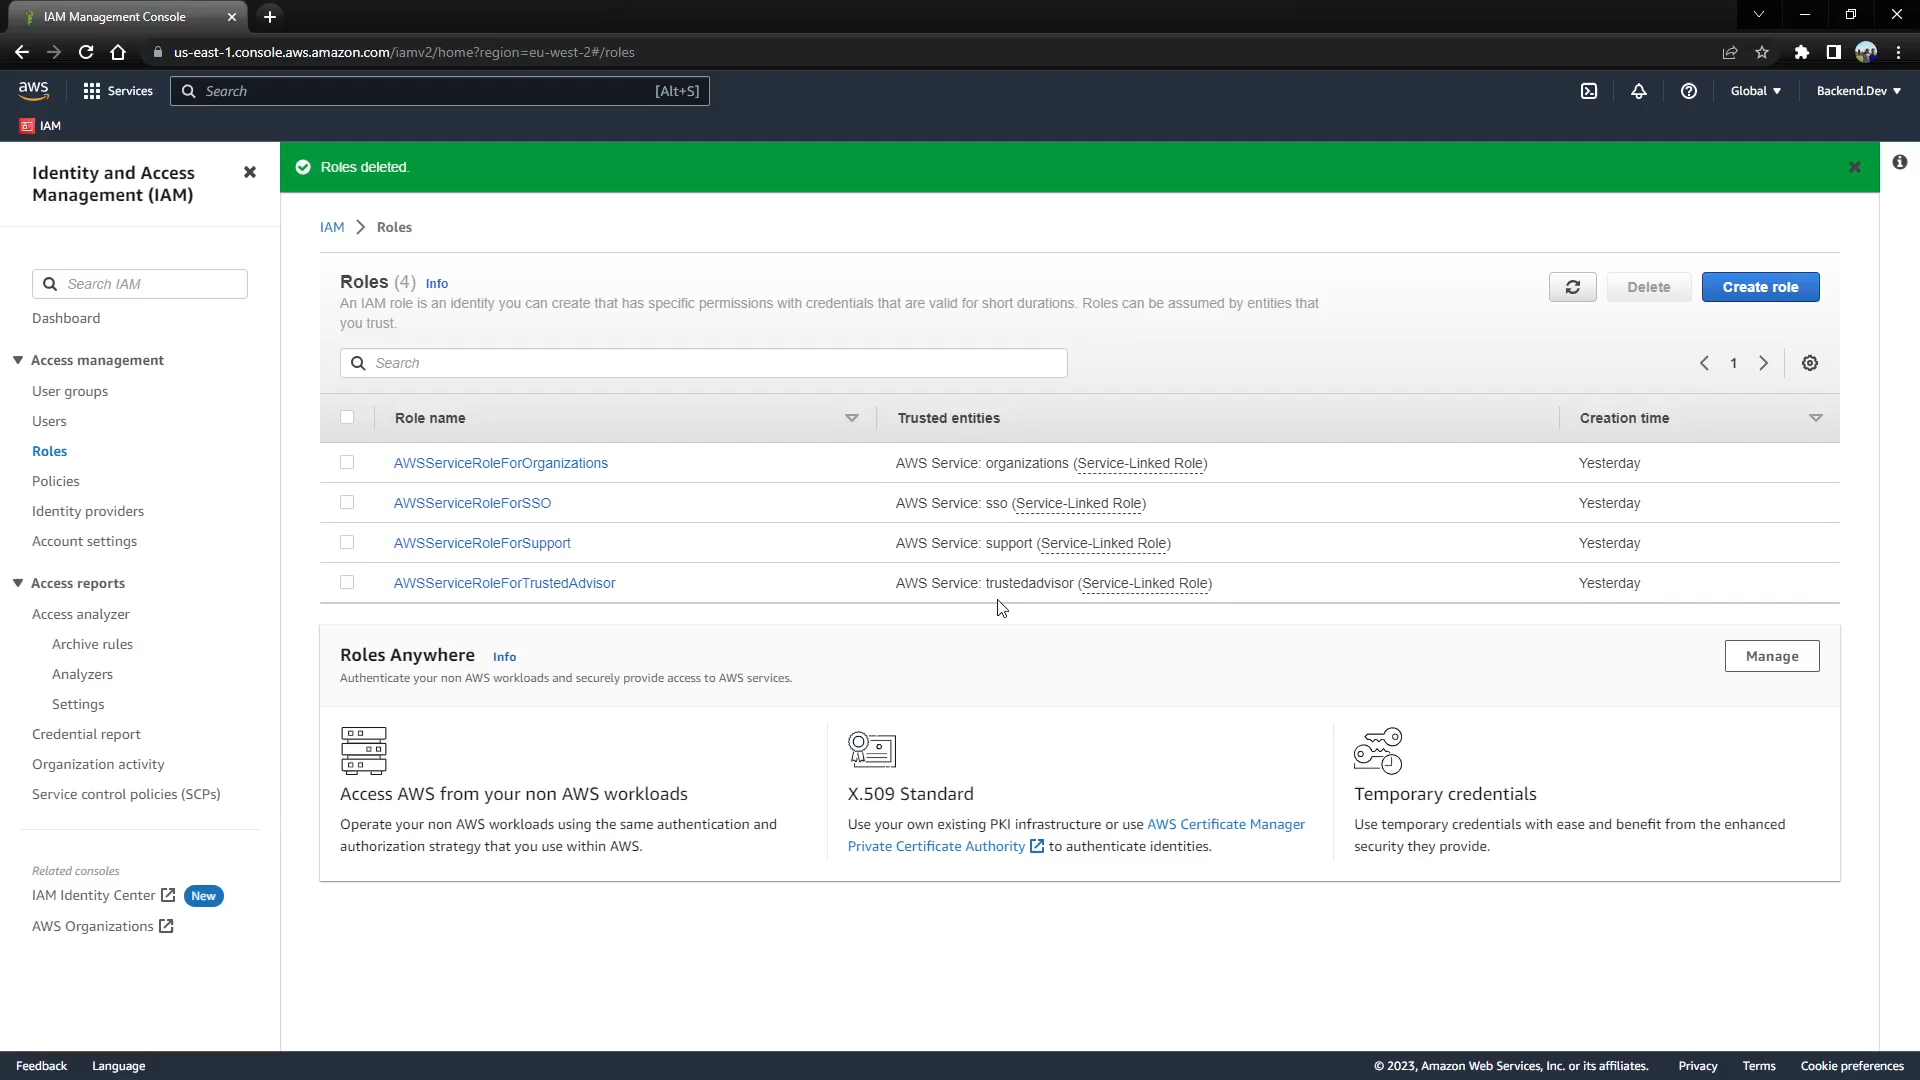 IAM Management Console
us-east-1.console.aws.amazon.com/iamv2/home?region=eu-west-2#/roles
aws
Services
Search
[Alt+S]
Global
Backend.Dev
IAM
Identity and Access
Management (IAM)
Search IAM
Dashboard
Access management
User groups
Users
Roles
Policies
Identity providers
Account settings
Access reports
Access analyzer
Archive rules
Analyzers
Settings
Credential report
Organization activity
Service control policies (SCPs)
Related consoles
IAM Identity Center New
AWS Organizations
Roles deleted.
IAM > Roles
Roles (4) Info
An IAM role is an identity you can create that has specific permissions with credentials that are valid for short durations. Roles can be assumed by entities that
you trust.
Delete
Create role
Search
1
Role name Trusted entities Creation time
AWSServiceRoleForOrganizations AWS Service: organizations (Service-Linked Role) Yesterday
AWSServiceRoleForSSO AWS Service: sso (Service-Linked Role) Yesterday
AWSServiceRoleForSupport AWS Service: support (Service-Linked Role) Yesterday
AWSServiceRoleForTrustedAdvisor AWS Service: trustedadvisor (Service-Linked Role) Yesterday
Roles Anywhere Info
Authenticate your non AWS workloads and securely provide access to AWS services.
Manage
Access AWS from your non AWS workloads
Operate your non AWS workloads using the same authentication and
authorization strategy that you use within AWS.
X.509 Standard
Use your own existing PKI infrastructure or use AWS Certificate Manager
Private Certificate Authority to authenticate identities.
Temporary credentials
Use temporary credentials with ease and benefit from the enhanced
security they provide.
Feedback
Language
© 2023, Amazon Web Services, Inc. or its affiliates.
Privacy
Terms
Cookie preferences